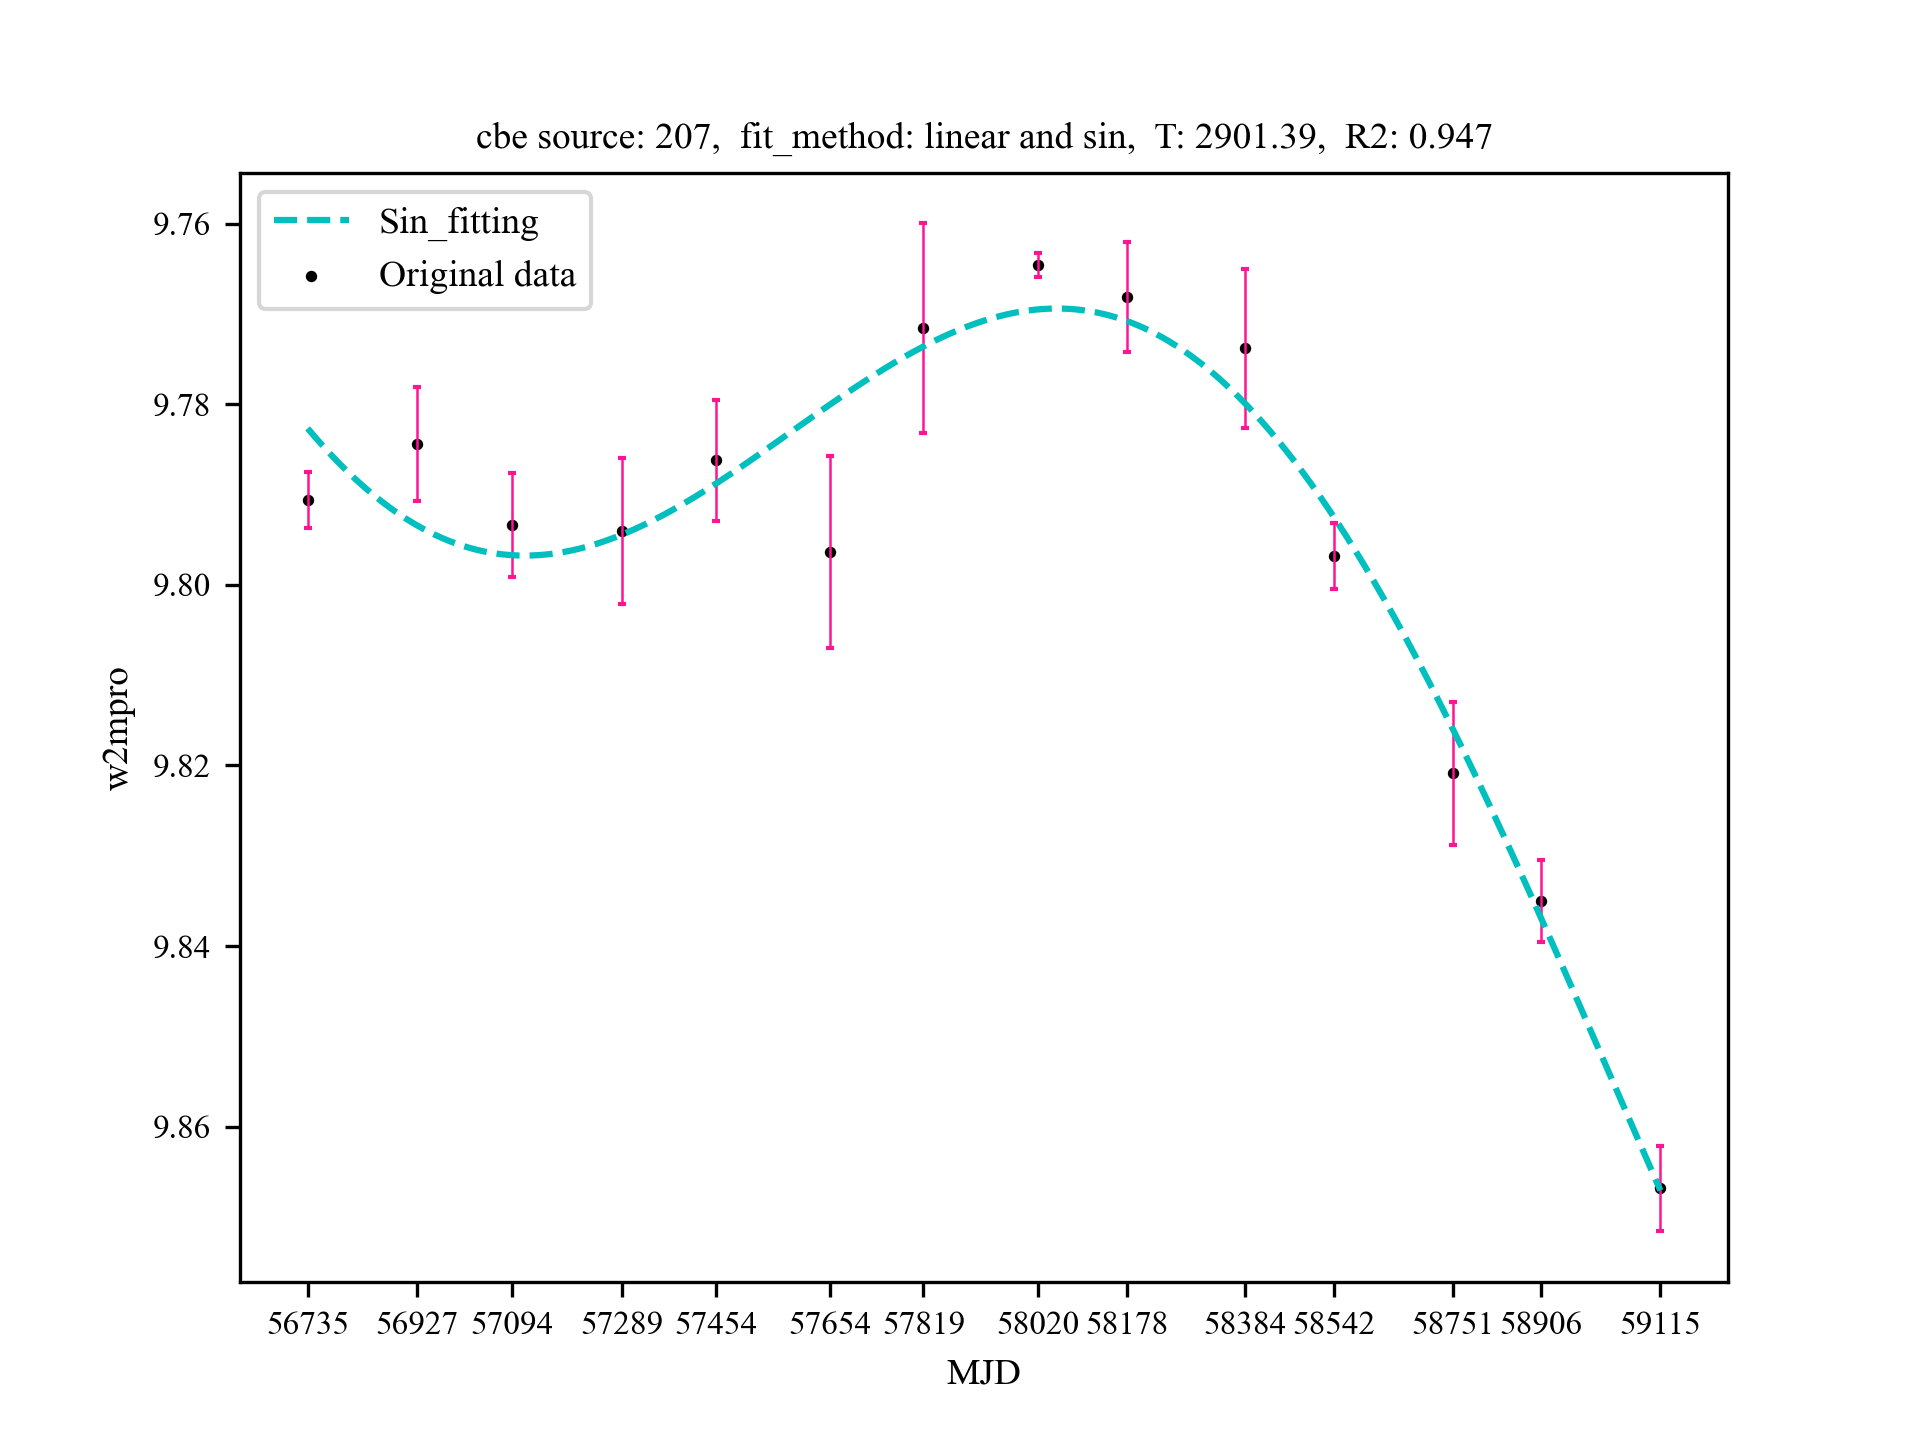 cbe source: 207,  fit_method: linear and sin,  T: 2901.39,  R2: 0.947
Sin_fitting
Original data
9.76
9.78
9.80
9.82
9.84
9.86
w2mpro
56735 56927 57094 57289 57454 57654 57819 58020 58178 58384 58542 58751 58906 59115
MJD